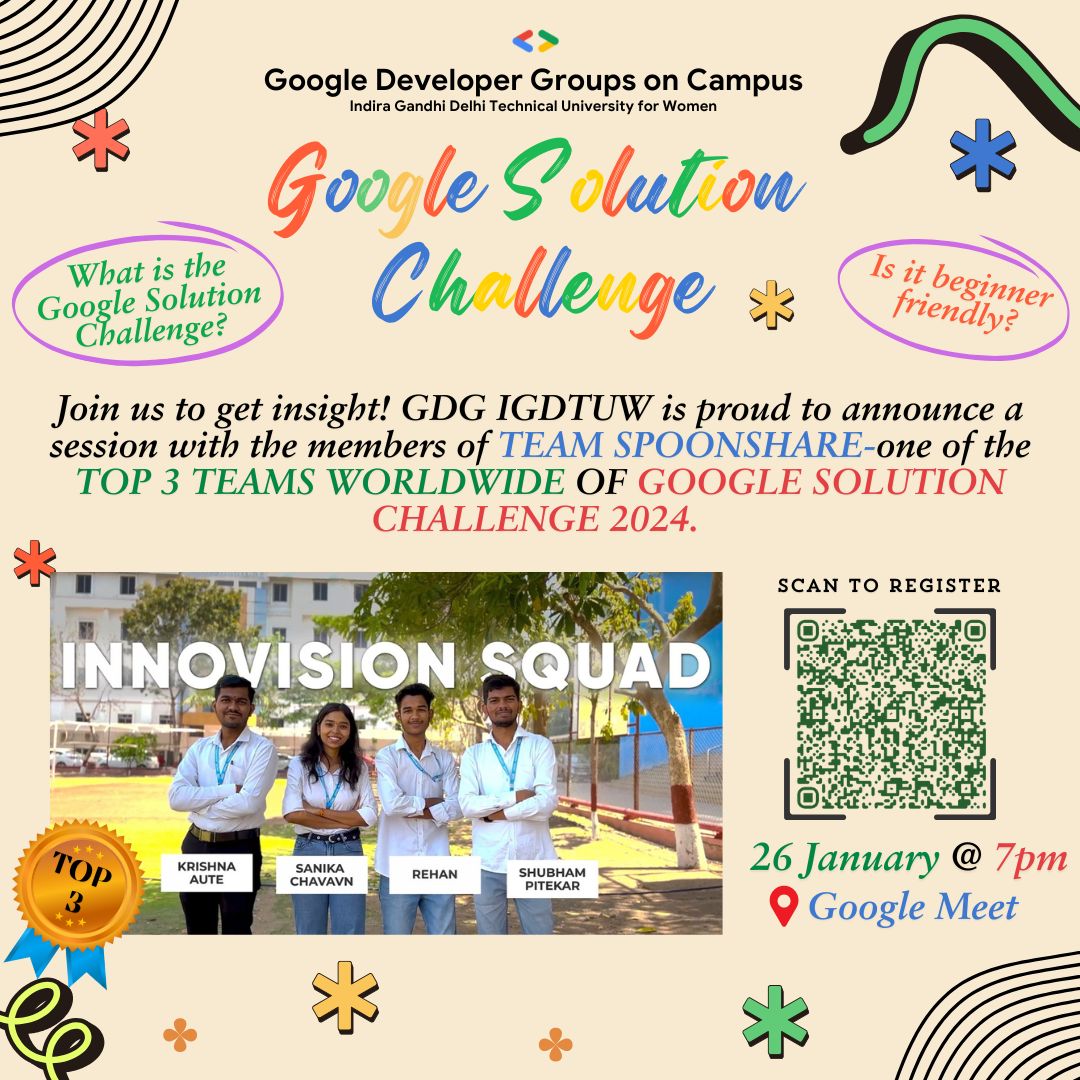 Google Developer Groups on Campus
Indira Gandhi Delhi Technical University for Women
Google Solution
Challenge
What is the
Google Solution
Challenge?
Is it beginner
friendly?
Join us to get insight! GDG IGDTUW is proud to announce a
session with the members of TEAM SPOONSHARE-one of the
TOP 3 TEAMS WORLDWIDE OF GOOGLE SOLUTION
CHALLENGE 2024.
INNOVISION SQUAD
KRISHNA
AUTE
SANIKA
CHAVAVN
REHAN
SHUBHAM
PITEKAR
TOP
3
SCAN TO REGISTER
26 January @ 7pm
Google Meet